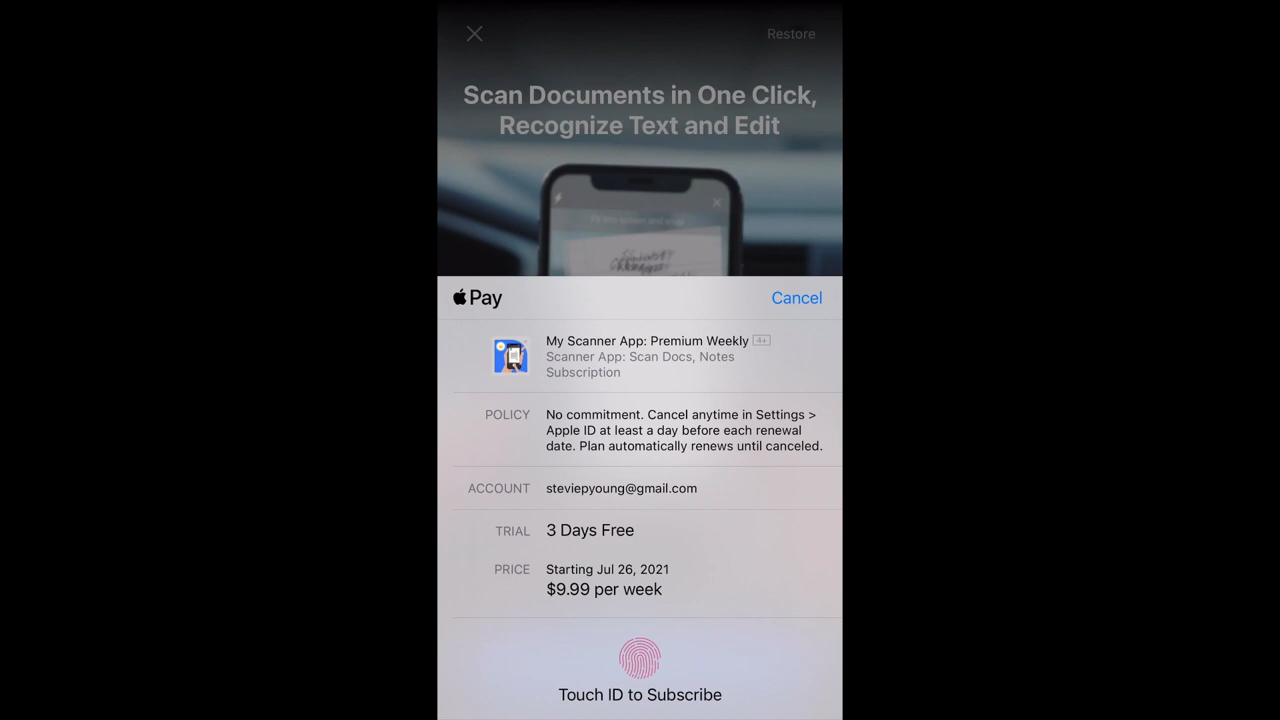 Restore
Scan Documents in One Click,
Recognize Text and Edit
Pay
Cancel
My Scanner App: Premium Weekly 4+
Scanner App: Scan Docs, Notes
Subscription
POLICY
No commitment. Cancel anytime in Settings >
Apple ID at least a day before each renewal
date. Plan automatically renews until canceled.
ACCOUNT
steviepyoung@gmail.com
TRIAL
3 Days Free
PRICE
Starting Jul 26, 2021
$9.99 per week
Touch ID to Subscribe